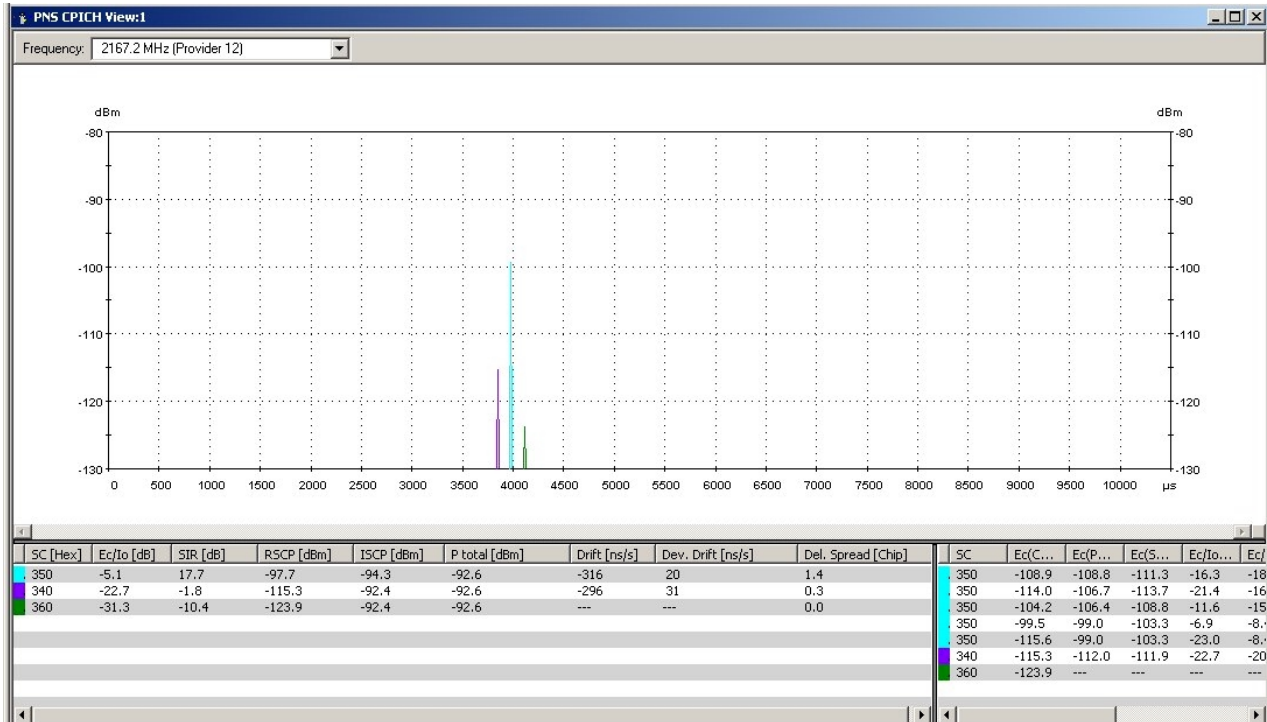 PNS CPICH View:1
Frequency: 2167.2 MHz (Provider 12)
dBm dBm
-80 -80
-90 -90
-100 -100
-110 -110
-120 -120
-130 -130
0 500 1000 1500 2000 2500 3000 3500 4000 4500 5000 5500 6000 6500 7000 7500 8000 8500 9000 9500 10000 µs
SC [Hex] Ec/Io [dB] SIR [dB] RSCP [dBm] ISCP [dBm] P total [dBm] Drift [ns/s] Dev. Drift [ns/s] Del. Spread [Chip]
350 -5.1 17.7 -97.7 -94.3 -92.6 -316 20 1.4
340 -22.7 -1.8 -115.3 -92.4 -92.6 -296 31 0.3
360 -31.3 -10.4 -123.9 -92.4 -92.6 --- --- 0.0
SC Ec(C... Ec(P... Ec(S... Ec/Io... Ec/
350 -108.9 -108.8 -111.3 -16.3 -18
350 -114.0 -106.7 -113.7 -21.4 -16
350 -104.2 -106.4 -108.8 -11.6 -15
350 -99.5 -99.0 -103.3 -6.9 -8.
350 -115.6 -99.0 -103.3 -23.0 -8.
340 -115.3 -112.0 -111.9 -22.7 -20
360 -123.9 --- --- --- ---